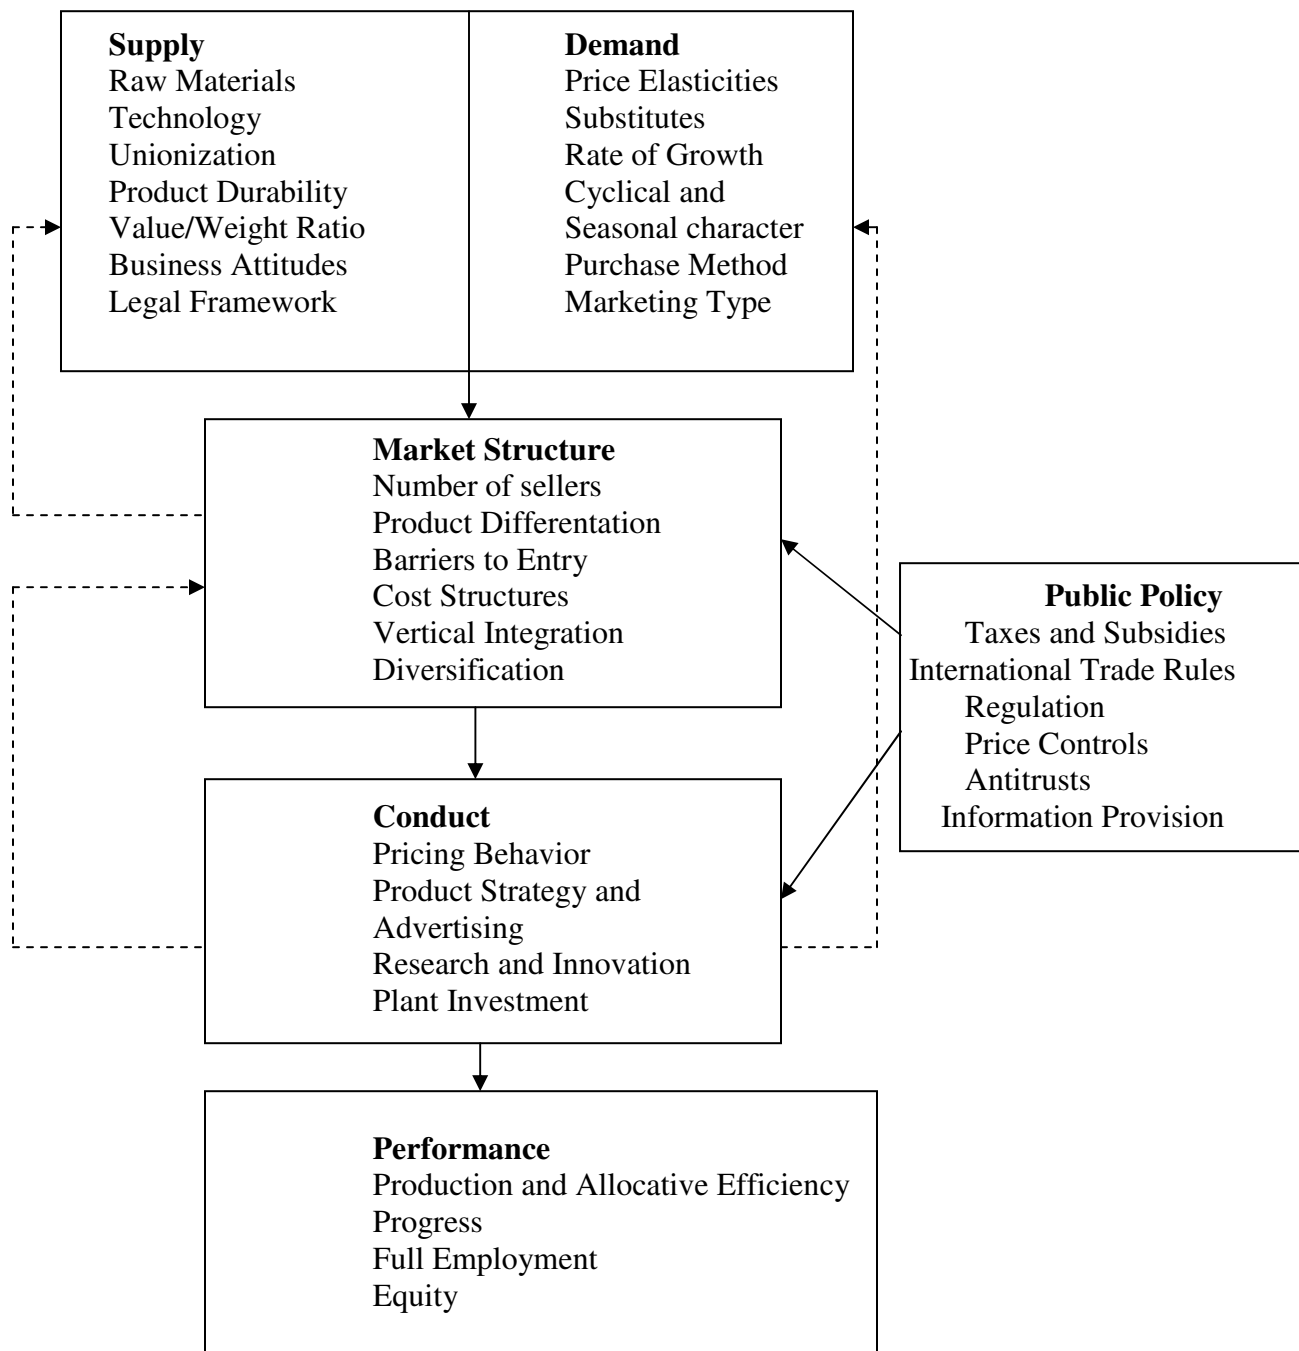 Supply
Raw Materials
Technology
Unionization
Product Durability
Value/Weight Ratio
Business Attitudes
Legal Framework
Demand
Price Elasticities
Substitutes
Rate of Growth
Cyclical and
Seasonal character
Purchase Method
Marketing Type
Market Structure
Number of sellers
Product Differentation
Barriers to Entry
Cost Structures
Vertical Integration
Diversification
Public Policy
Taxes and Subsidies
International Trade Rules
Regulation
Price Controls
Antitrusts
Information Provision
Conduct
Pricing Behavior
Product Strategy and
Advertising
Research and Innovation
Plant Investment
Performance
Production and Allocative Efficiency
Progress
Full Employment
Equity